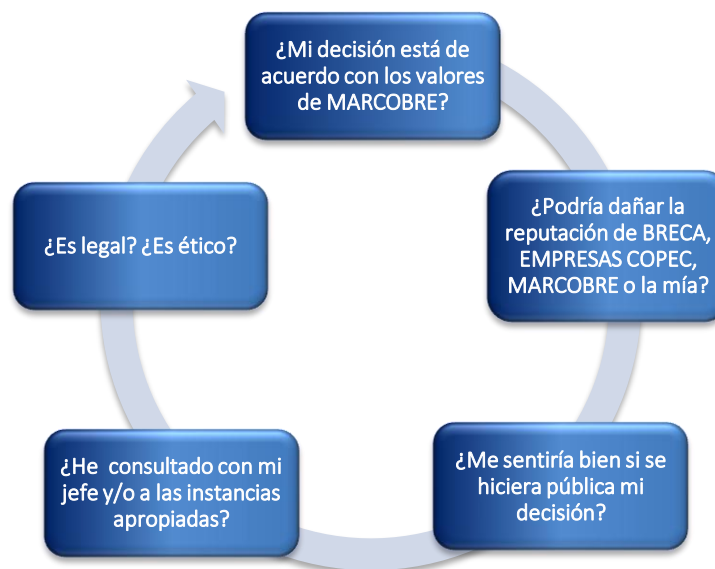 ¿Mi decisión está de
acuerdo con los valores
de MARCOBRE?
¿Podría dañar la
reputación de BRECA,
EMPRESAS COPEC,
MARCOBRE o la mía?
¿Me sentiría bien si se
hiciera pública mi
decisión?
¿He consultado con mi
jefe y/o a las instancias
apropiadas?
¿Es legal? ¿Es ético?